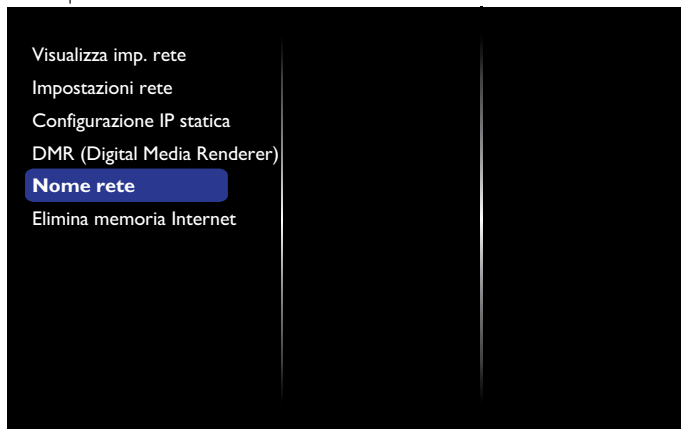 Visualizza imp. rete
Impostazioni rete
Configurazione IP statica
DMR (Digital Media Renderer)
Nome rete
Elimina memoria Internet